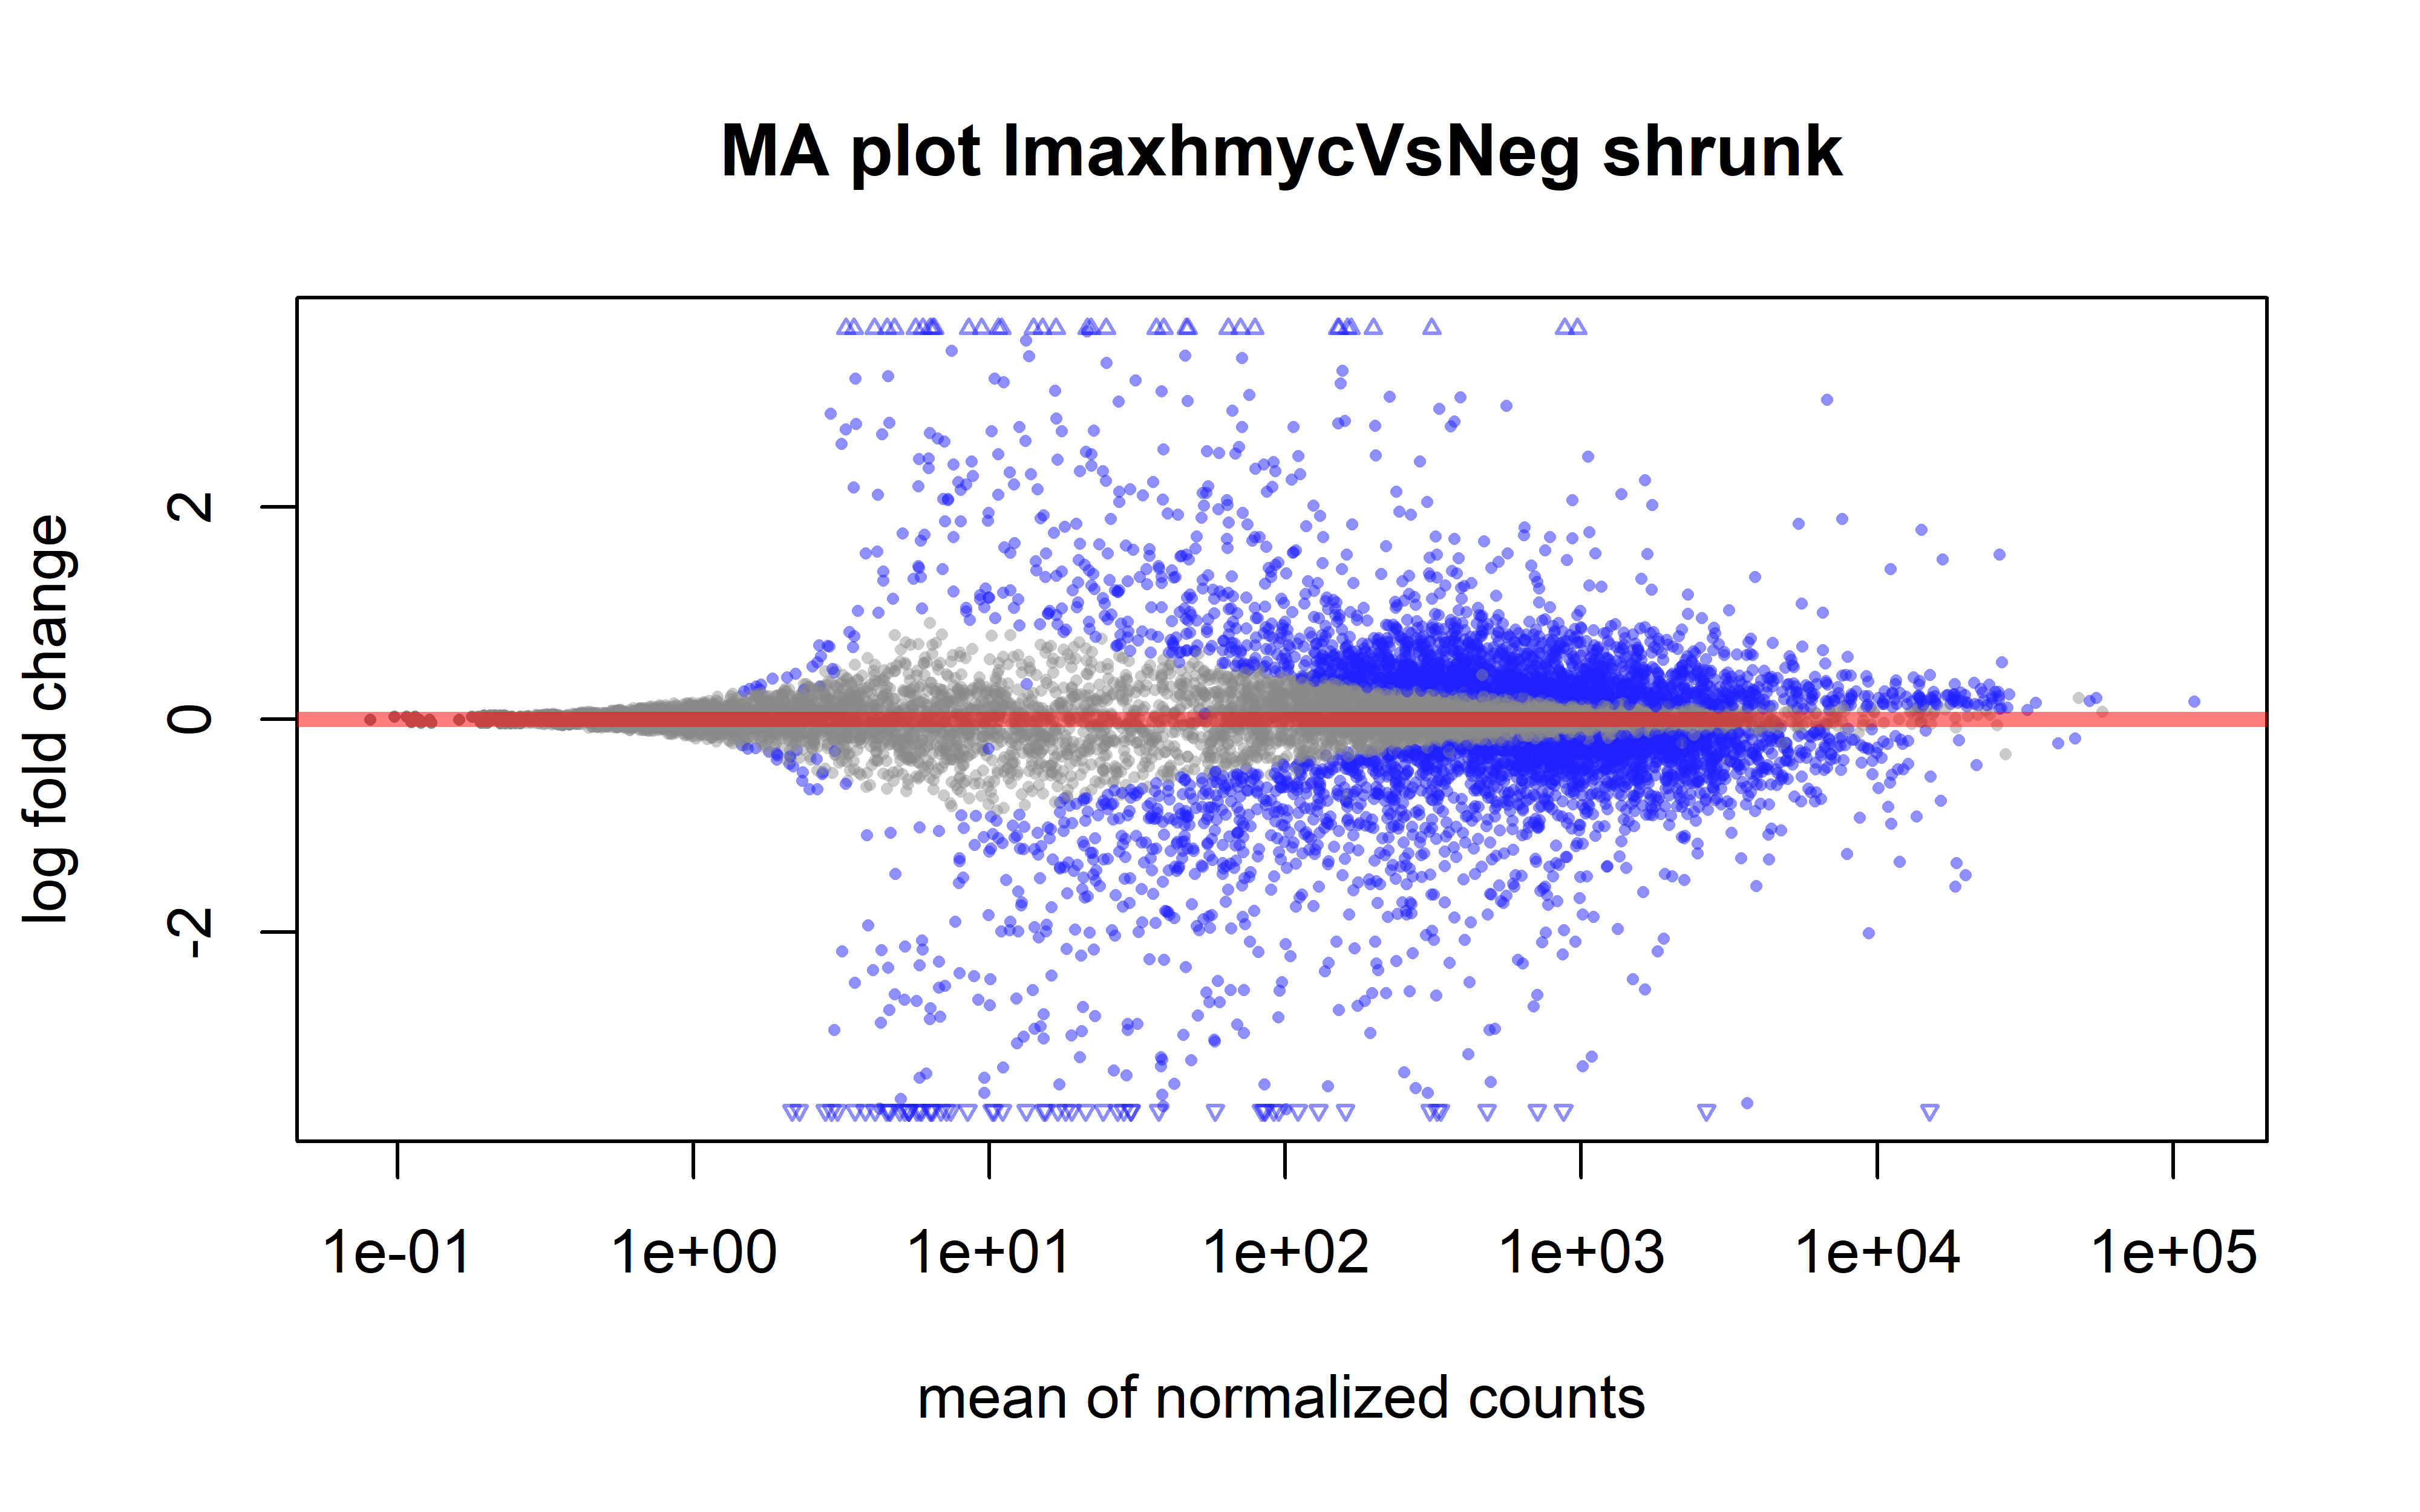 MA plot lmaxhmycVsNeg shrunk
log fold change
2
0
-2
1e-01 1e+00 1e+01 1e+02 1e+03 1e+04 1e+05
mean of normalized counts